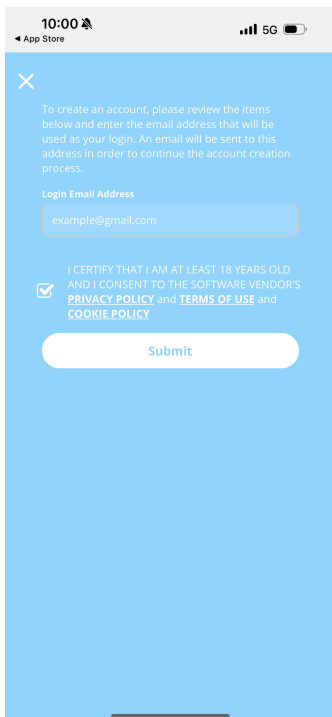 10:00
◀ App Store
5G
To create an account, please review the items
below and enter the email address that will be
used as your login. An email will be sent to this
address in order to continue the account creation
process.
Login Email Address
example@gmail.com
I CERTIFY THAT I AM AT LEAST 18 YEARS OLD
AND I CONSENT TO THE SOFTWARE VENDOR'S
PRIVACY POLICY and TERMS OF USE and
COOKIE POLICY
Submit